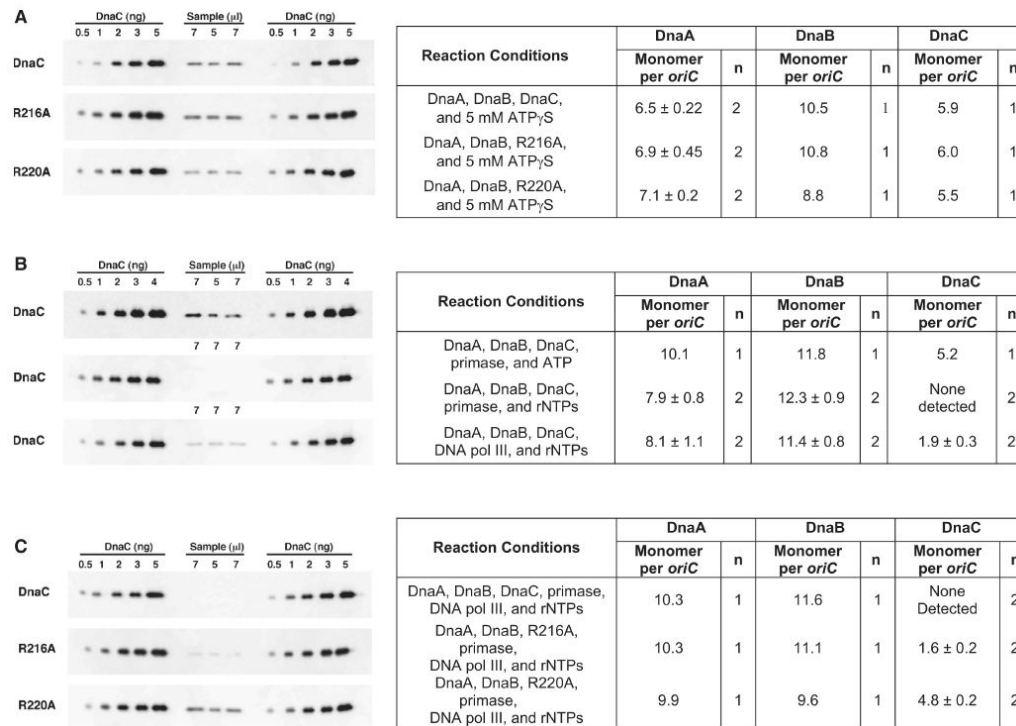 A
DnaC (ng) Sample (µl) DnaC (ng)
0.5 1 2 3 5 7 5 7 0.5 1 2 3 5
DnaC
R216A
R220A
Reaction Conditions DnaA DnaB DnaC
Monomer per oriC n Monomer per oriC n Monomer per oriC n
DnaA, DnaB, DnaC,
and 5 mM ATPγS 6.5 ± 0.22 2 10.5 1 5.9 1
DnaA, DnaB, R216A,
and 5 mM ATPγS 6.9 ± 0.45 2 10.8 1 6.0 1
DnaA, DnaB, R220A,
and 5 mM ATPγS 7.1 ± 0.2 2 8.8 1 5.5 1
B
DnaC (ng) Sample (µl) DnaC (ng)
0.5 1 2 3 4 7 5 7 0.5 1 2 3 4
DnaC
7 7 7
DnaC
7 7 7
DnaC
Reaction Conditions DnaA DnaB DnaC
Monomer per oriC n Monomer per oriC n Monomer per oriC n
DnaA, DnaB, DnaC,
primase, and ATP 10.1 1 11.8 1 5.2 1
DnaA, DnaB, DnaC,
primase, and rNTPs 7.9 ± 0.8 2 12.3 ± 0.9 2 None detected 2
DnaA, DnaB, DnaC,
DNA pol III, and rNTPs 8.1 ± 1.1 2 11.4 ± 0.8 2 1.9 ± 0.3 2
C
DnaC (ng) Sample (µl) DnaC (ng)
0.5 1 2 3 5 7 5 7 0.5 1 2 3 5
DnaC
R216A
R220A
Reaction Conditions DnaA DnaB DnaC
Monomer per oriC n Monomer per oriC n Monomer per oriC n
DnaA, DnaB, DnaC, primase,
DNA pol III, and rNTPs 10.3 1 11.6 1 None Detected 2
DnaA, DnaB, R216A,
primase,
DNA pol III, and rNTPs 10.3 1 11.1 1 1.6 ± 0.2 2
DnaA, DnaB, R220A,
primase,
DNA pol III, and rNTPs 9.9 1 9.6 1 4.8 ± 0.2 2